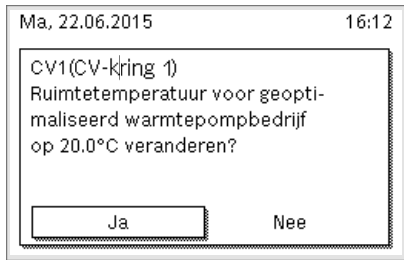 Ma, 22.06.2015 16:12
CV1(CV-kring 1)
Ruimtetemperatuur voor geopti-
maliseerd warmtepompbedrijf
op 20.0°C veranderen?
Ja Nee